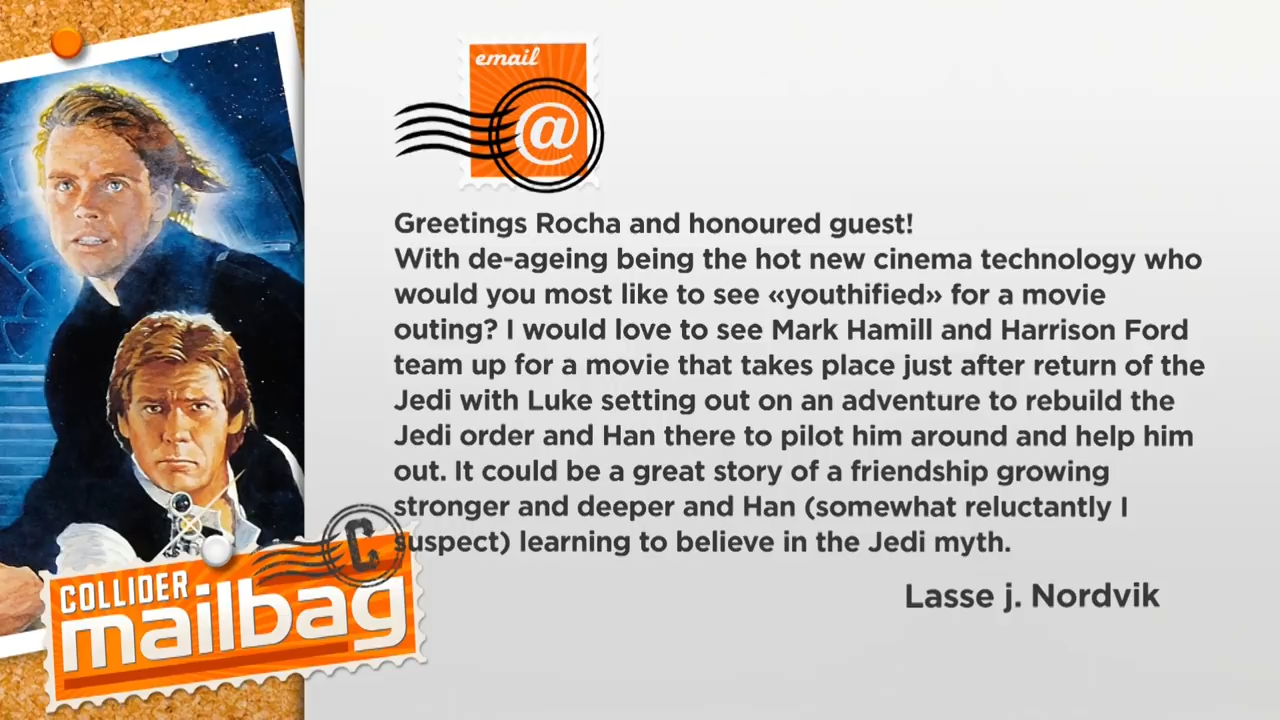 email
@
Greetings Rocha and honoured guest!
With de-ageing being the hot new cinema technology who
would you most like to see «youthified» for a movie
outing? I would love to see Mark Hamill and Harrison Ford
team up for a movie that takes place just after return of the
Jedi with Luke setting out on an adventure to rebuild the
Jedi order and Han there to pilot him around and help him
out. It could be a great story of a friendship growing
stronger and deeper and Han (somewhat reluctantly I
suspect) learning to believe in the Jedi myth.
Lasse j. Nordvik
C
COLLIDER
mailbag